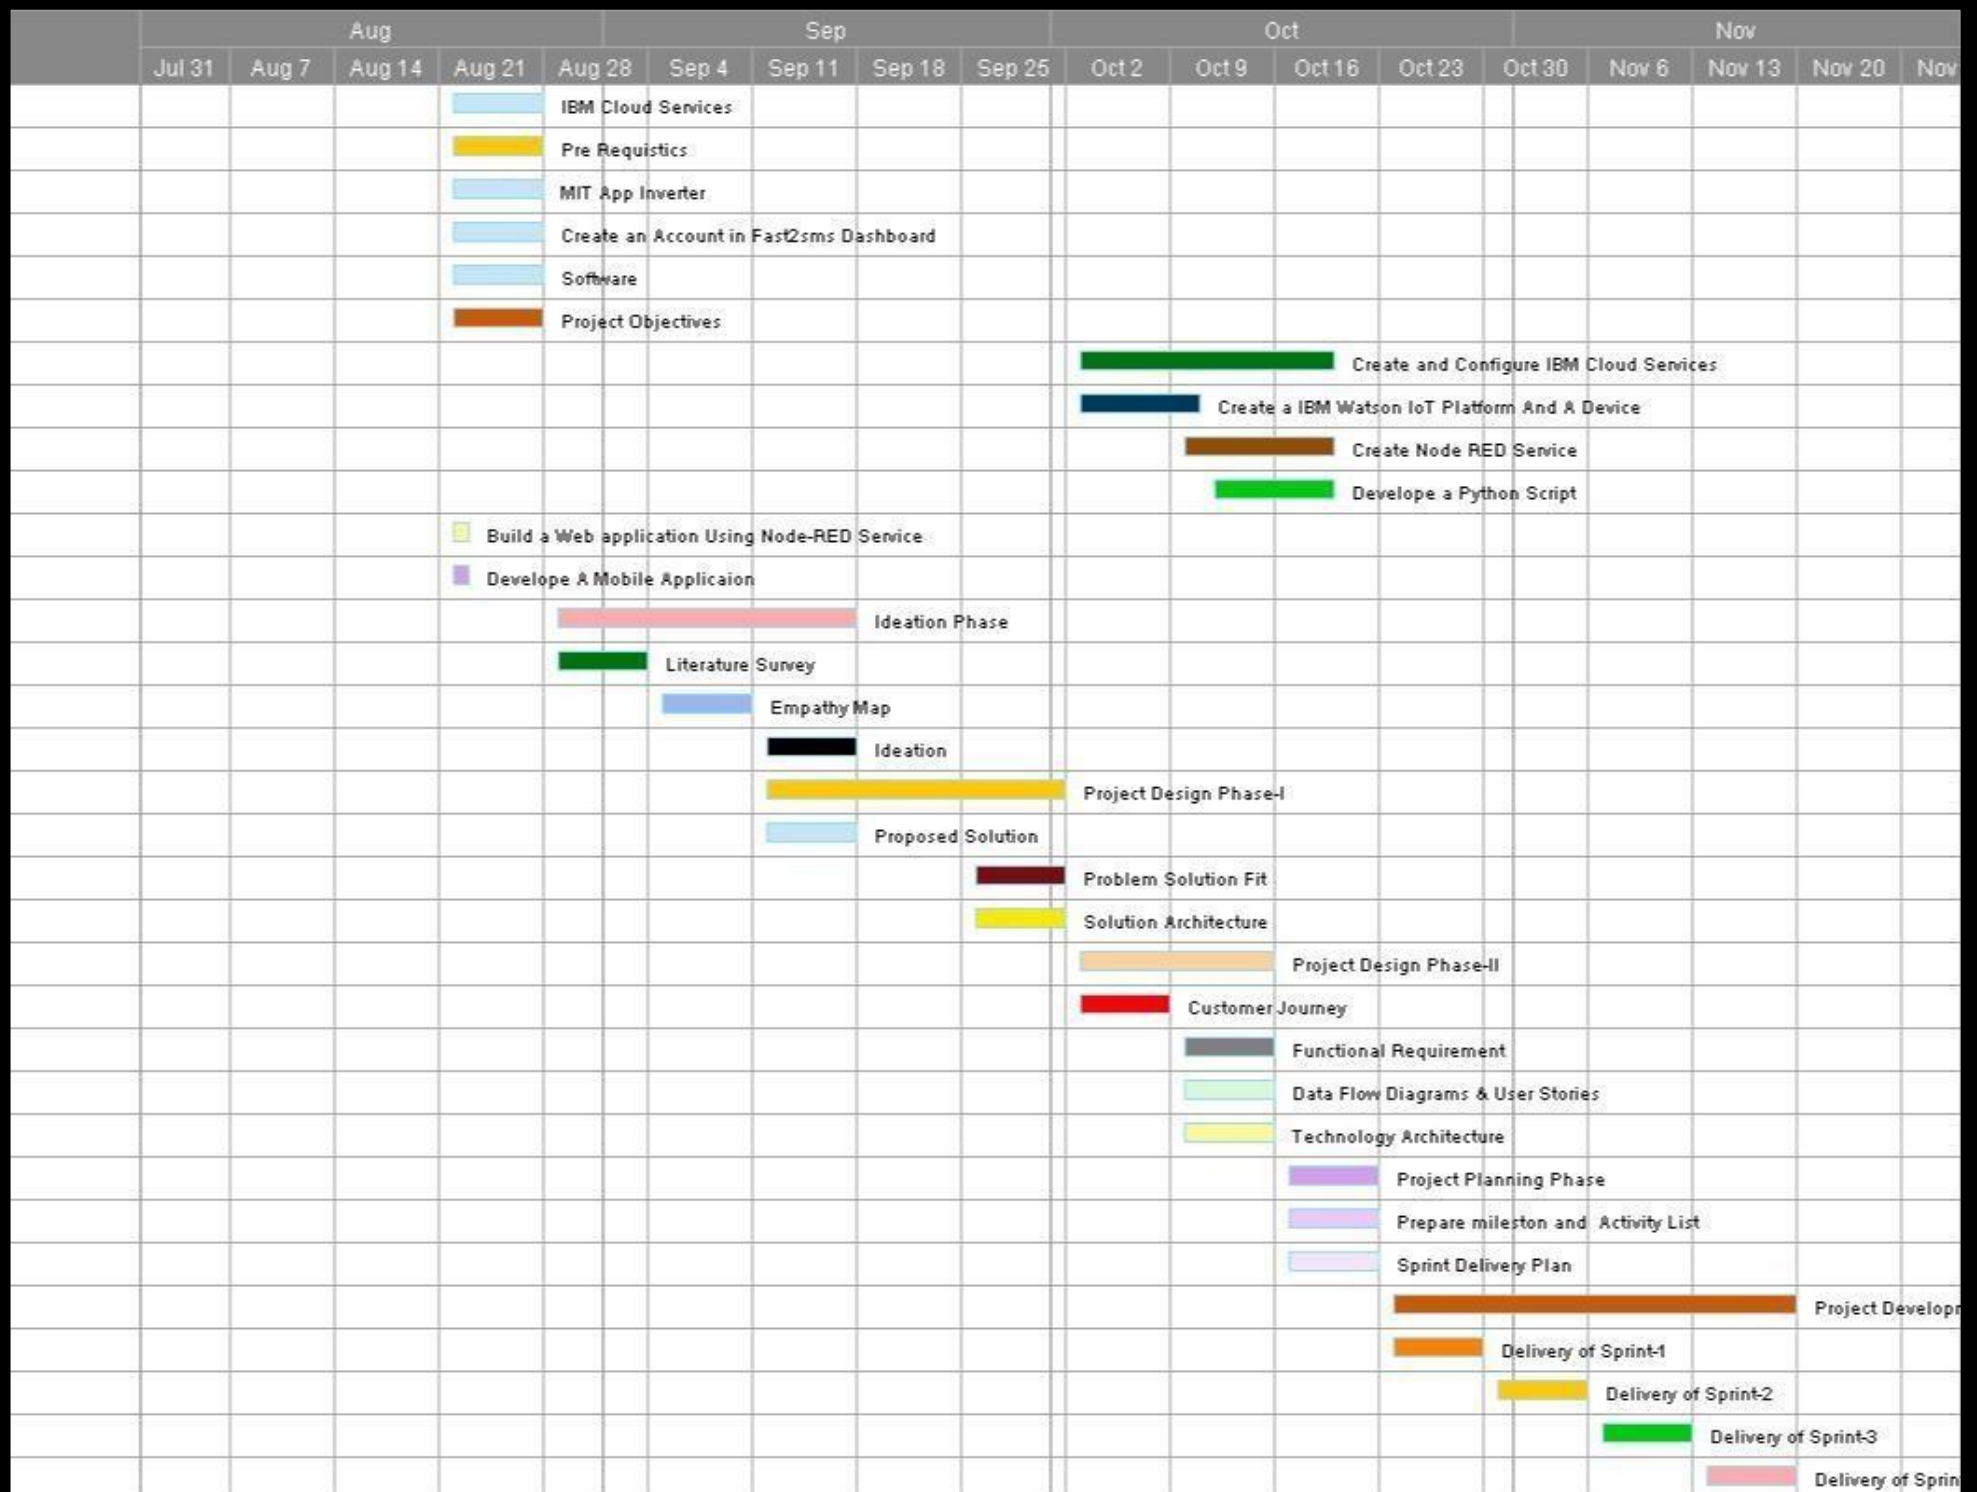 Aug Sep Oct Nov
Jul 31 Aug 7 Aug 14 Aug 21 Aug 28 Sep 4 Sep 11 Sep 18 Sep 25 Oct 2 Oct 9 Oct 16 Oct 23 Oct 30 Nov 6 Nov 13 Nov 20 Nov
IBM Cloud Services
Pre Requistics
MIT App Inverter
Create an Account in Fast2sms Dashboard
Software
Project Objectives
Create and Configure IBM Cloud Services
Create a IBM Watson IoT Platform And A Device
Create Node RED Service
Develope a Python Script
Build a Web application Using Node-RED Service
Develope A Mobile Applicaion
Ideation Phase
Literature Survey
Empathy Map
Ideation
Project Design Phase-I
Proposed Solution
Problem Solution Fit
Solution Architecture
Project Design Phase-II
Customer Journey
Functional Requirement
Data Flow Diagrams & User Stories
Technology Architecture
Project Planning Phase
Prepare mileston and Activity List
Sprint Delivery Plan
Project Developm
Delivery of Sprint-1
Delivery of Sprint-2
Delivery of Sprint-3
Delivery of Sprin